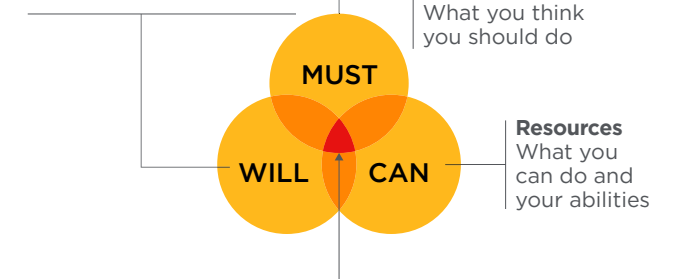 What you think
you should do
MUST
WILL
CAN
Resources
What you
can do and
your abilities